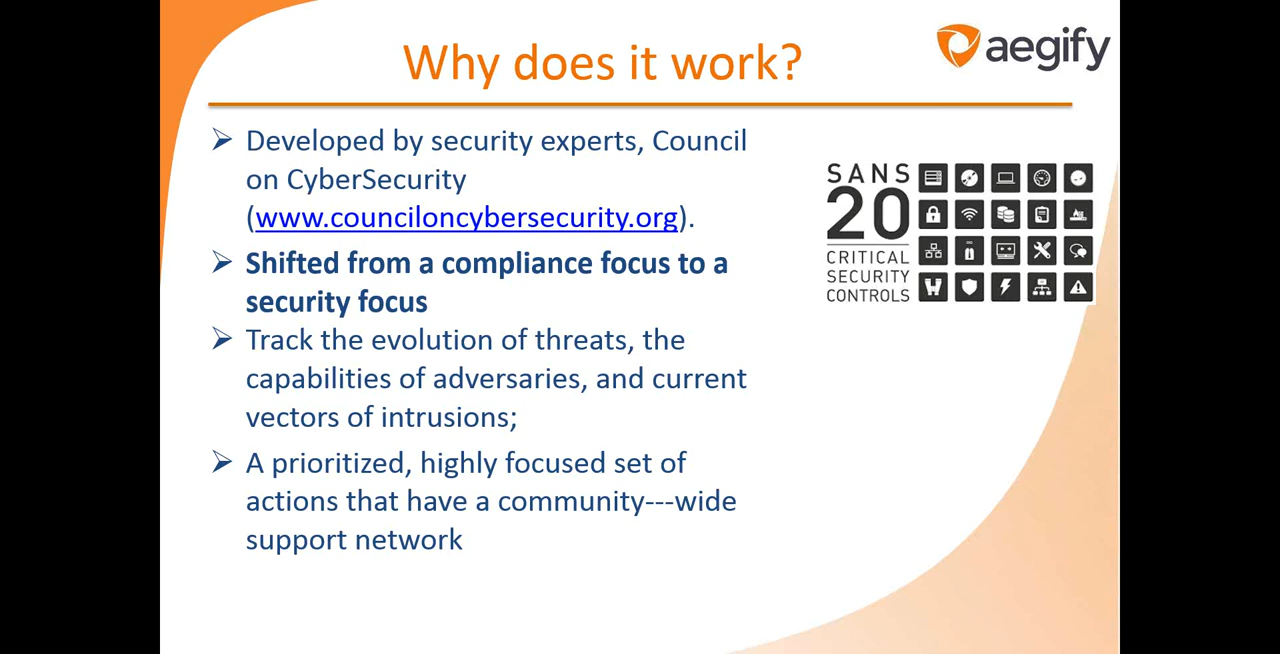 Why does it work?
aegify
Developed by security experts, Council
on CyberSecurity
(www.counciloncybersecurity.org).
Shifted from a compliance focus to a
security focus
Track the evolution of threats, the
capabilities of adversaries, and current
vectors of intrusions;
A prioritized, highly focused set of
actions that have a community---wide
support network
SANS
20
CRITICAL
SECURITY
CONTROLS